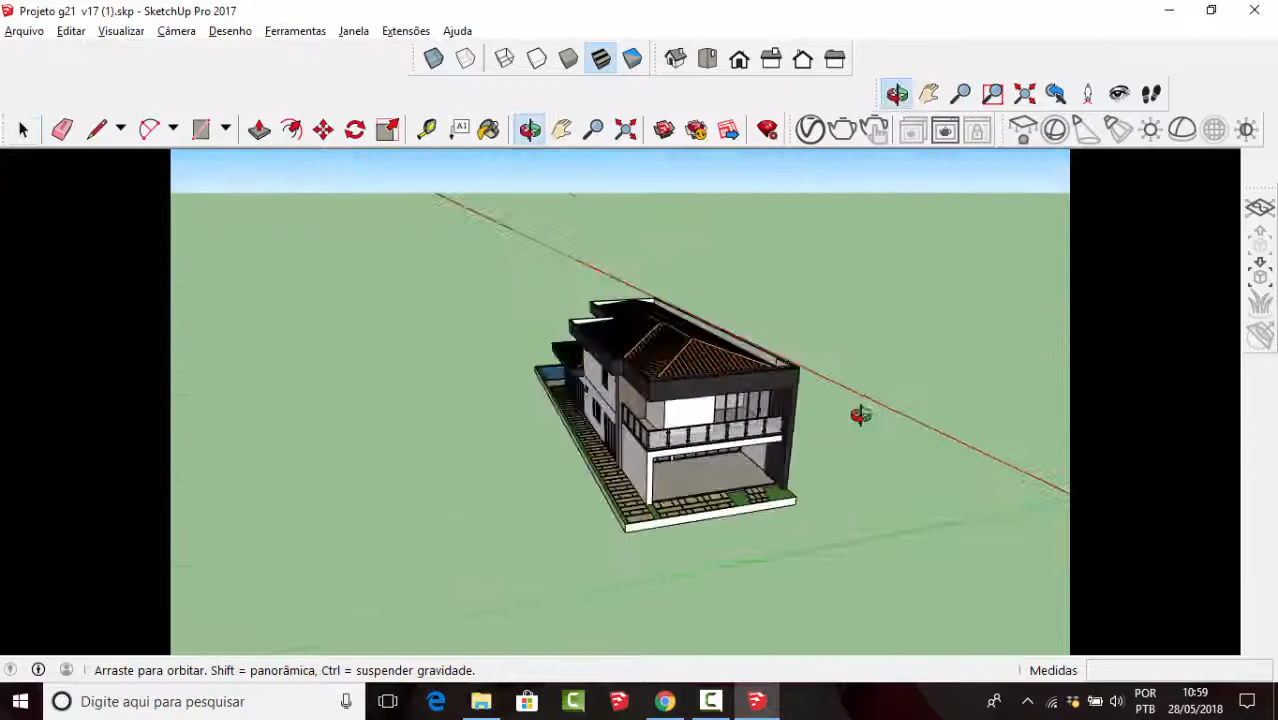 Projeto g21  v17 (1).skp - SketchUp Pro 2017
Arquivo Editar Visualizar Câmera Desenho Ferramentas Janela Extensões Ajuda
A1
Arraste para orbitar. Shift = panorâmica, Ctrl = suspender gravidade.
Medidas
Digite aqui para pesquisar
POR
PTB
10:59
28/05/2018